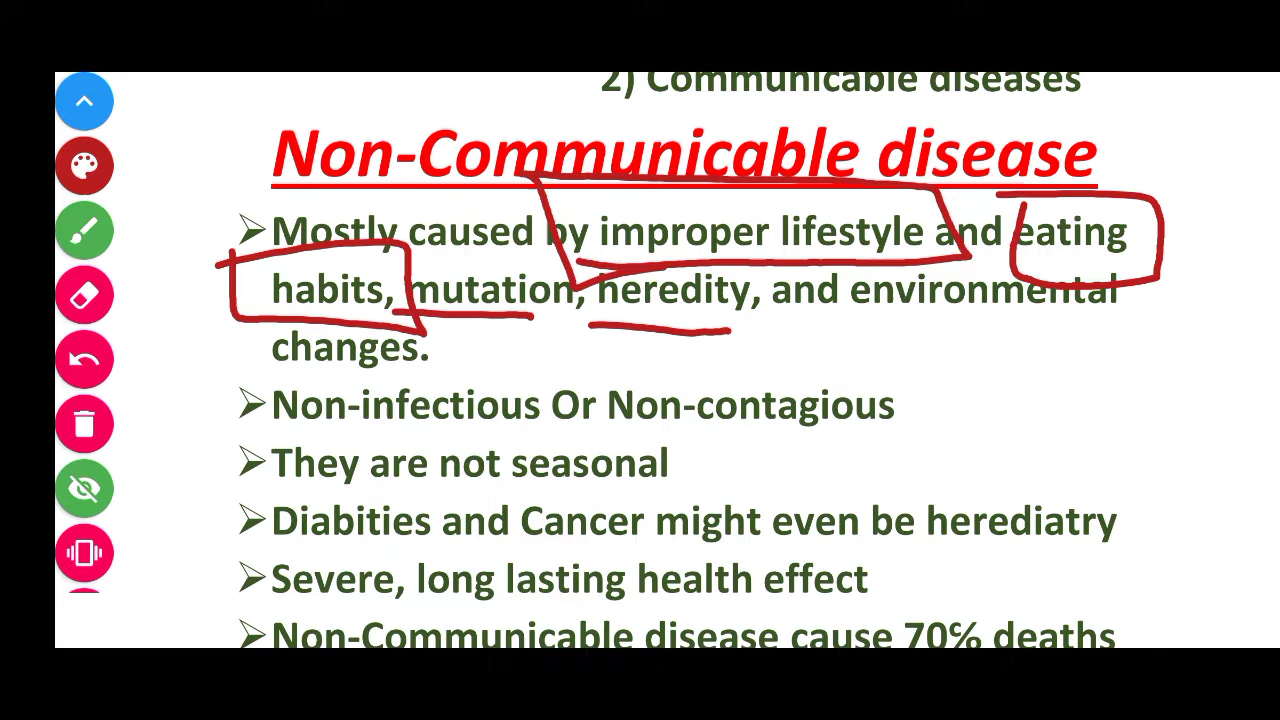 2) Communicable diseases
Non-Communicable disease
➢Mostly caused by improper lifestyle and eating
habits, mutation, heredity, and environmental
changes.
➢Non-infectious Or Non-contagious
➢They are not seasonal
➢Diabities and Cancer might even be herediatry
➢Severe, long lasting health effect
➢Non-Communicable disease cause 70℅ deaths